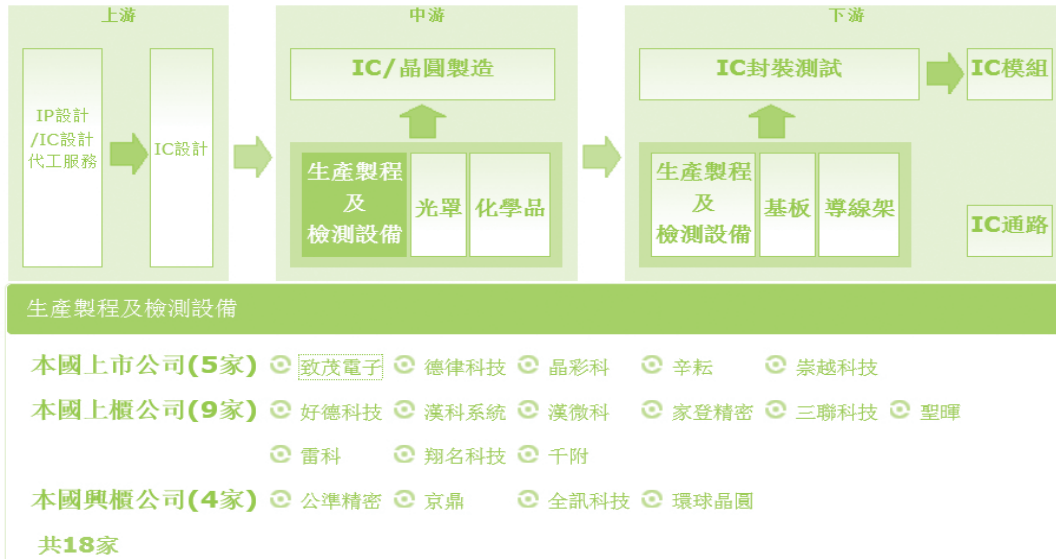 上游
中游
下游
IP設計
/IC設計
代工服務
IC設計
IC/晶圓製造
生產製程
及
檢測設備
光罩
化學品
IC封裝測試
生產製程
及
檢測設備
基板
導線架
IC模組
IC通路
生產製程及檢測設備
本國上市公司(5家) 致茂電子 德律科技 晶彩科 辛耘 崇越科技
本國上櫃公司(9家) 好德科技 漢科系統 漢微科 家登精密 三聯科技 聖暉
雷科 翔名科技 千附
本國興櫃公司(4家) 公準精密 京鼎 全訊科技 環球晶圓
共18家